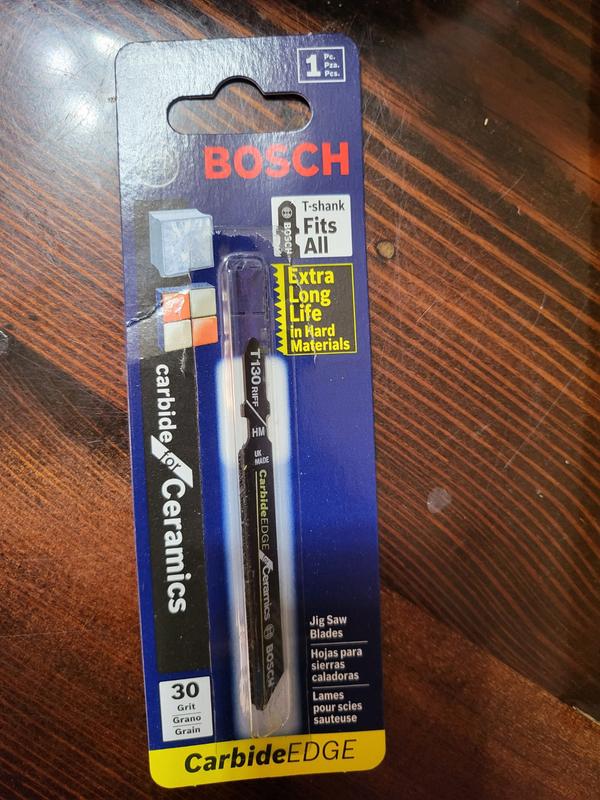 1
Pc.
Pza.
Pcs.
BOSCH
T-shank
Fits
All
BOSCH
Extra
Long
Life
in Hard
Materials
carbide for Ceramics
T130 RIFF
HM
UK
MADE
CarbideEDGE for Ceramics
BOSCH
Jig Saw
Blades
Hojas para
sierras
caladoras
Lames
pour scies
sauteuse
30
Grit
Grano
Grain
CarbideEDGE